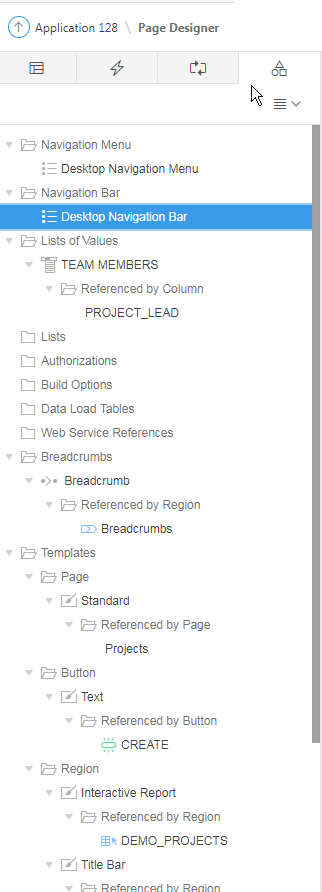 Application 128 \ Page Designer
Navigation Menu
Desktop Navigation Menu
Navigation Bar
Desktop Navigation Bar
Lists of Values
TEAM MEMBERS
Referenced by Column
PROJECT_LEAD
Lists
Authorizations
Build Options
Data Load Tables
Web Service References
Breadcrumbs
Breadcrumb
Referenced by Region
Breadcrumbs
Templates
Page
Standard
Referenced by Page
Projects
Button
Text
Referenced by Button
CREATE
Region
Interactive Report
Referenced by Region
DEMO_PROJECTS
Title Bar
Referenced by Region